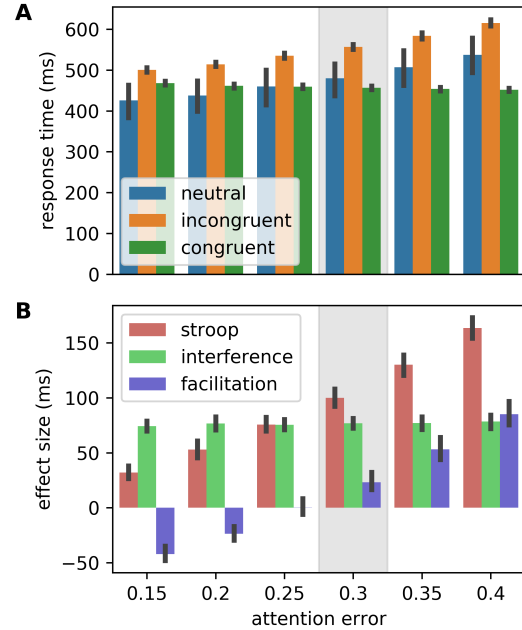 A
response time (ms)
600
500
400
300
200
100
0
neutral
incongruent
congruent
B
effect size (ms)
150
100
50
0
−50
stroop
interference
facilitation
0.15 0.2 0.25 0.3 0.35 0.4
attention error